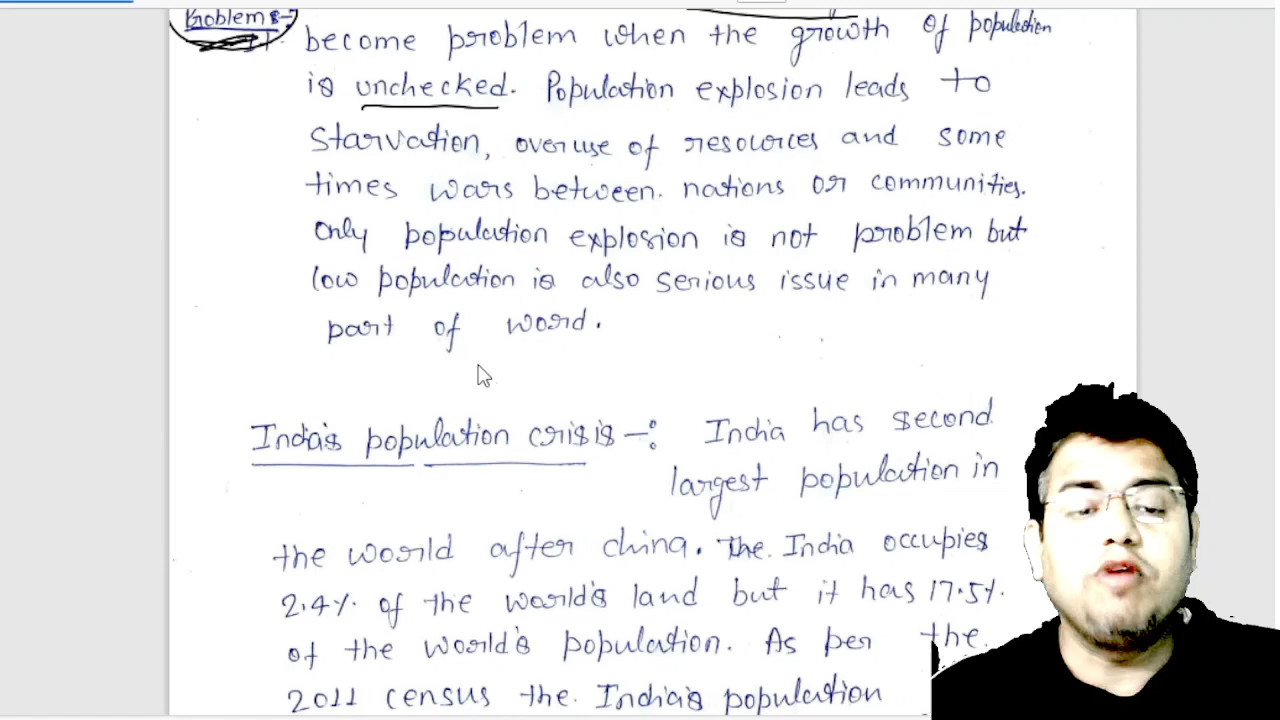 Problem :-
become problem when the growth of population
is unchecked. Population explosion leads to
starvation, overuse of resources and some
times wars between. nations or communities.
Only population explosion is not problem but
low population is also serious issue in many
part of word.
India's population crisis -: India has second
largest population in
the world after china. The. India occupies
2.4%. of the world's land but it has 17.5%.
of the world's population. As per the.
2011 census the. India's population